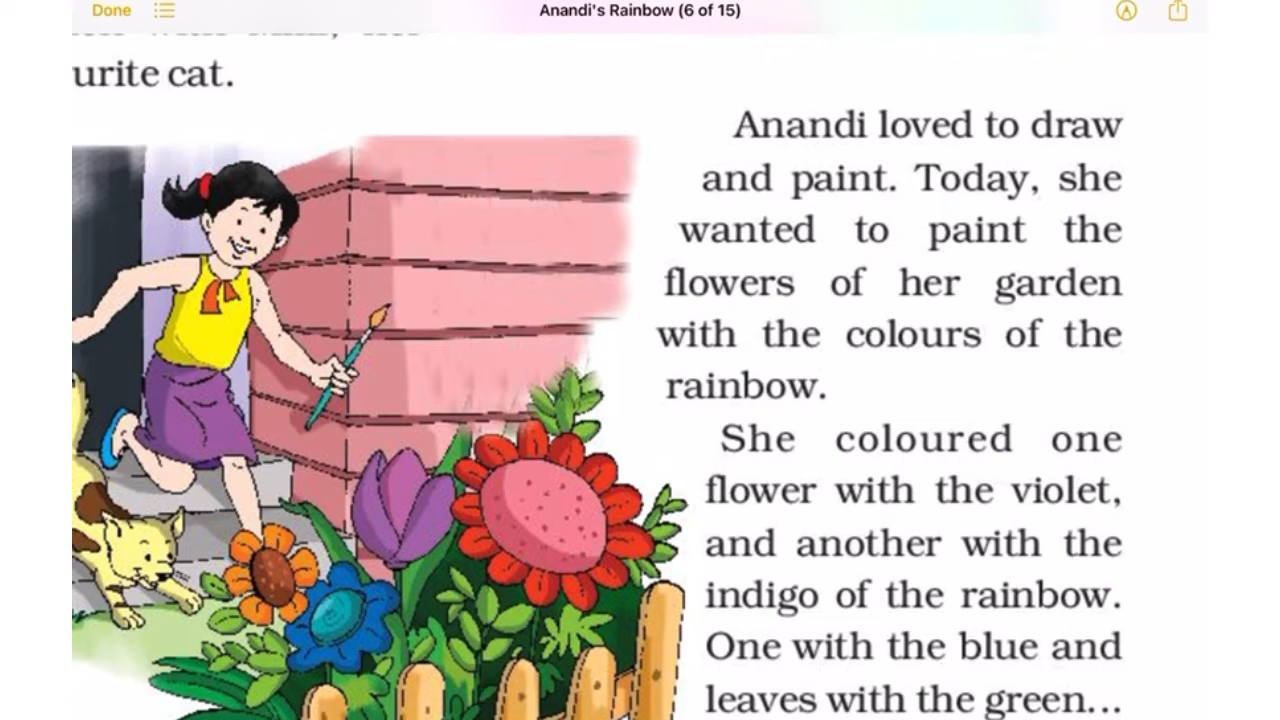 Done
Anandi's Rainbow (6 of 15)
urite cat.
Anandi loved to draw
and paint. Today, she
wanted to paint the
flowers of her garden
with the colours of the
rainbow.
She coloured one
flower with the violet,
and another with the
indigo of the rainbow.
One with the blue and
leaves with the green...